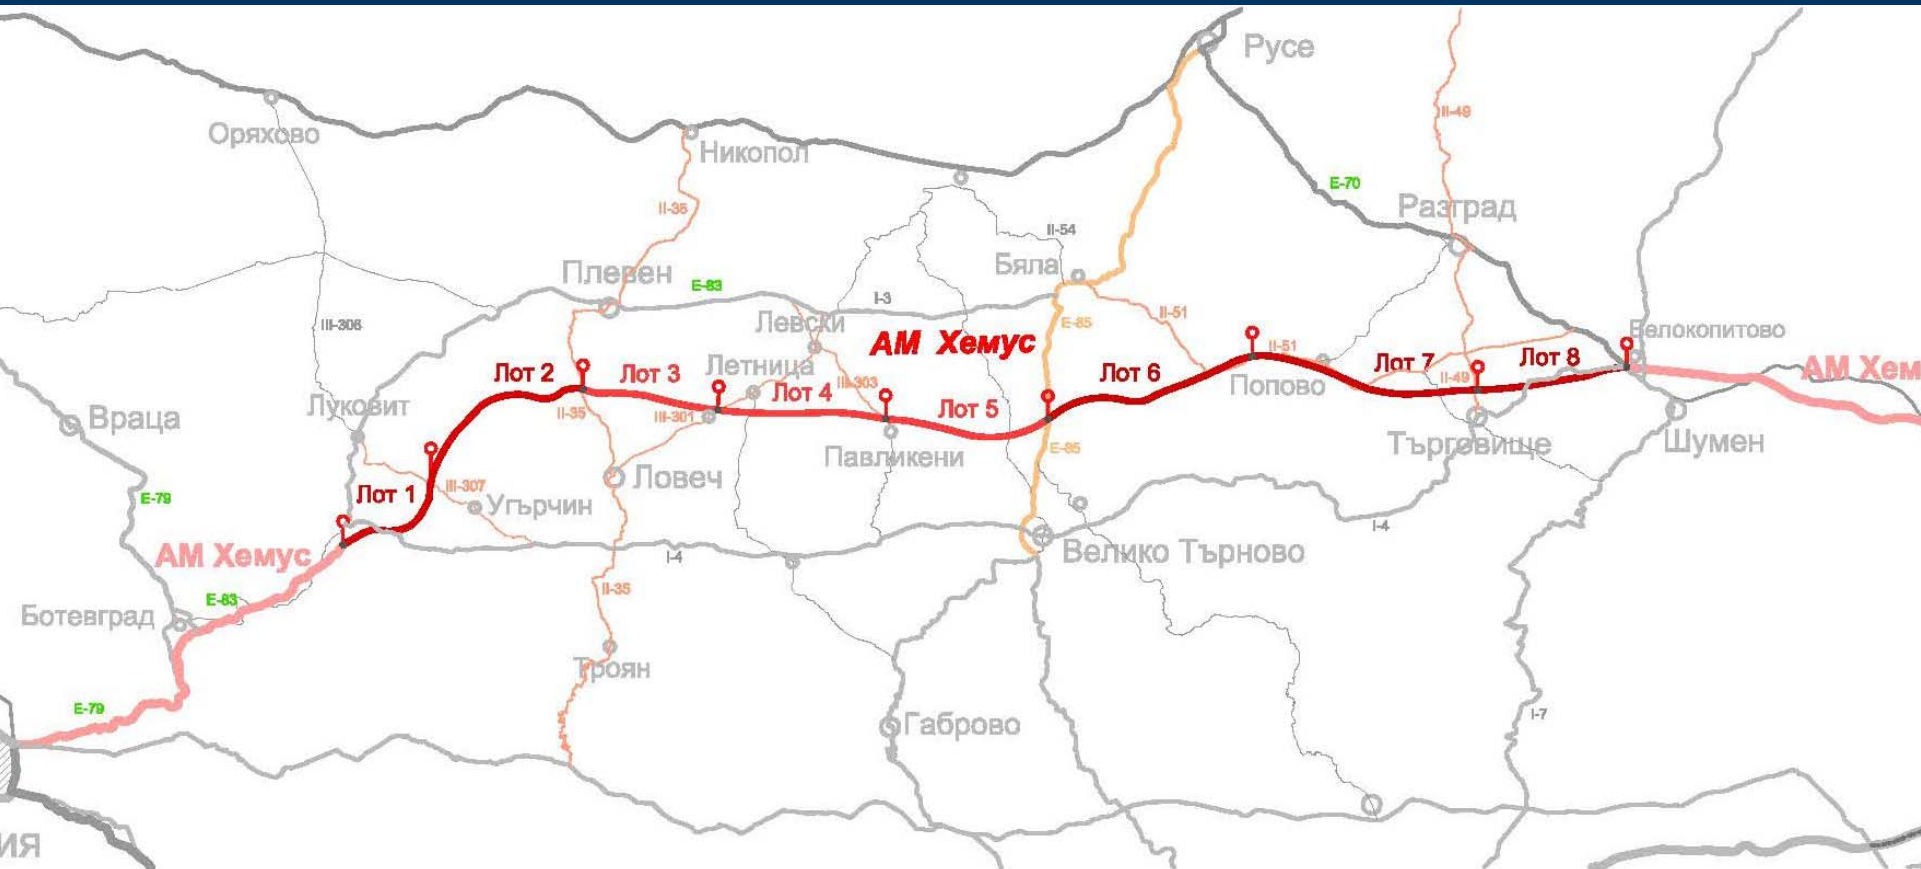 Русе
Оряхово
II-49
Никопол
E-70
II-35
Разград
II-54
Бяла
Плевен
E-83
I-3
III-306
Левски
E-85
II-51
Белокопитово
АМ Хемус
II-51
Лот 7
Лот 8
Летница
Лот 2
Лот 3
Лот 6
АМ Хем
III-303
II-49
Попово
Лот 4
Луковит
II-35
III-301
Лот 5
Враца
Търговище
Шумен
E-85
Павликени
Ловеч
Лот 1
III-307
E-79
Угърчин
I-4
АМ Хемус
I-4
Велико Търново
E-83
II-35
Ботевград
Троян
E-79
I-7
Габрово
ИЯ